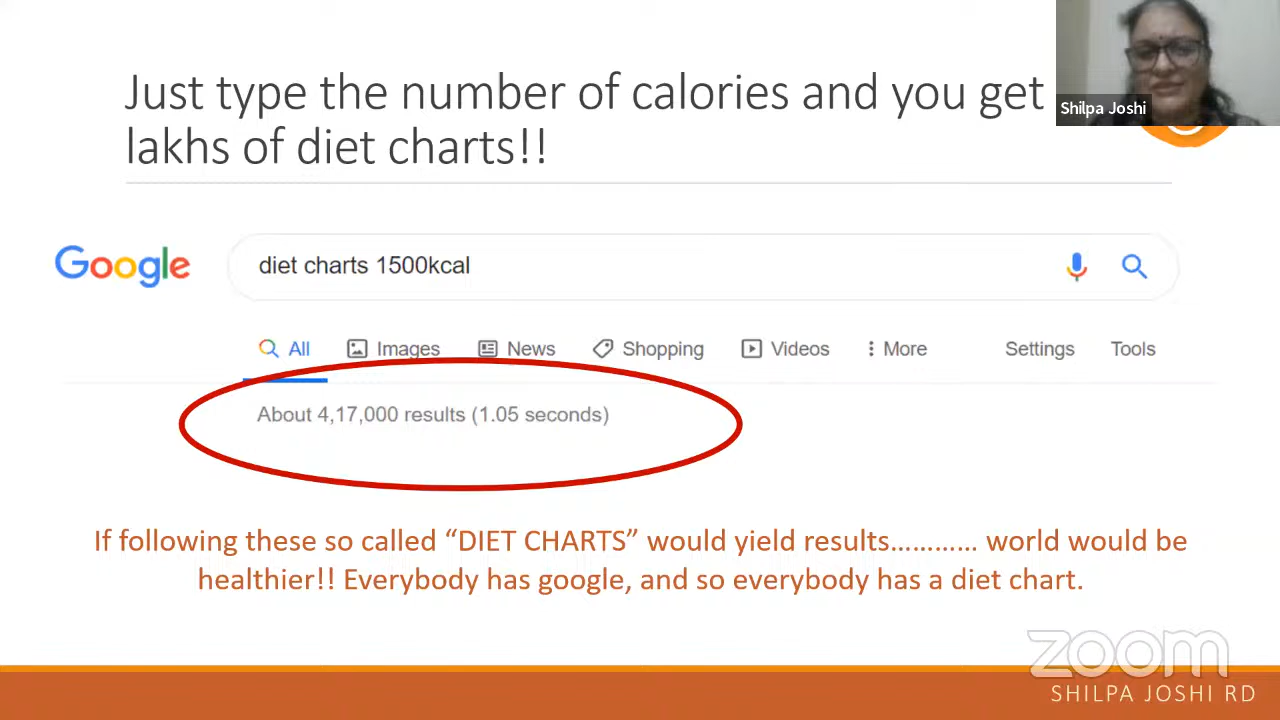 Just type the number of calories and you get
lakhs of diet charts!!
Shilpa Joshi
Google
diet charts 1500kcal
All Images News Shopping Videos More Settings Tools
About 4,17,000 results (1.05 seconds)
If following these so called “DIET CHARTS” would yield results………… world would be
healthier!! Everybody has google, and so everybody has a diet chart.
zoom
SHILPA JOSHI RD